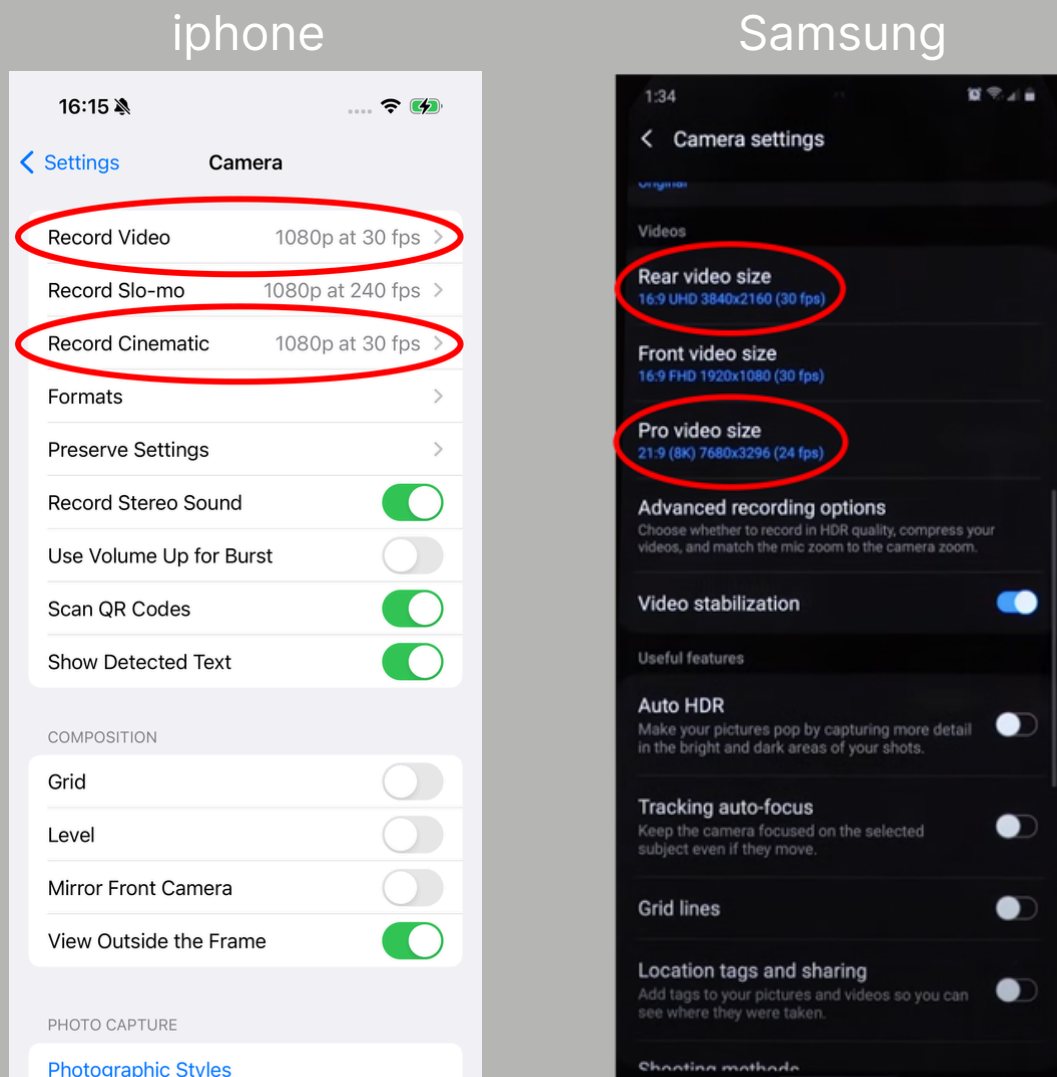 iphone
Samsung
16:15
Settings
Camera
Record Video
1080p at 30 fps
Record Slo-mo
1080p at 240 fps
Record Cinematic
1080p at 30 fps
Formats
Preserve Settings
Record Stereo Sound
Use Volume Up for Burst
Scan QR Codes
Show Detected Text
COMPOSITION
Grid
Level
Mirror Front Camera
View Outside the Frame
PHOTO CAPTURE
Photographic Styles
1:34
Camera settings
Original
Videos
Rear video size
16:9 UHD 3840x2160 (30 fps)
Front video size
16:9 FHD 1920x1080 (30 fps)
Pro video size
21:9 (8K) 7680x3296 (24 fps)
Advanced recording options
Choose whether to record in HDR quality, compress your
videos, and match the mic zoom to the camera zoom.
Video stabilization
Useful features
Auto HDR
Make your pictures pop by capturing more detail
in the bright and dark areas of your shots.
Tracking auto-focus
Keep the camera focused on the selected
subject even if they move.
Grid lines
Location tags and sharing
Add tags to your pictures and videos so you can
see where they were taken.
Shooting methods